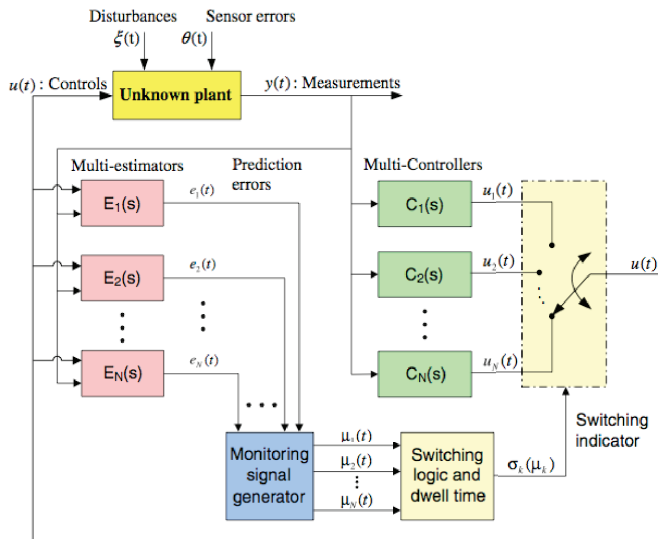 Disturbances
Sensor errors
ξ(t)
θ(t)
u(t): Controls
Unknown plant
y(t): Measurements
Multi-estimators
Prediction
errors
Multi-Controllers
E1(s)
e1(t)
C1(s)
u1(t)
E2(s)
e2(t)
C2(s)
u2(t)
u(t)
EN(s)
eN(t)
CN(s)
uN(t)
Switching
indicator
Monitoring
signal
generator
μ1(t)
μ2(t)
μN(t)
Switching
logic and
dwell time
σk(μk)